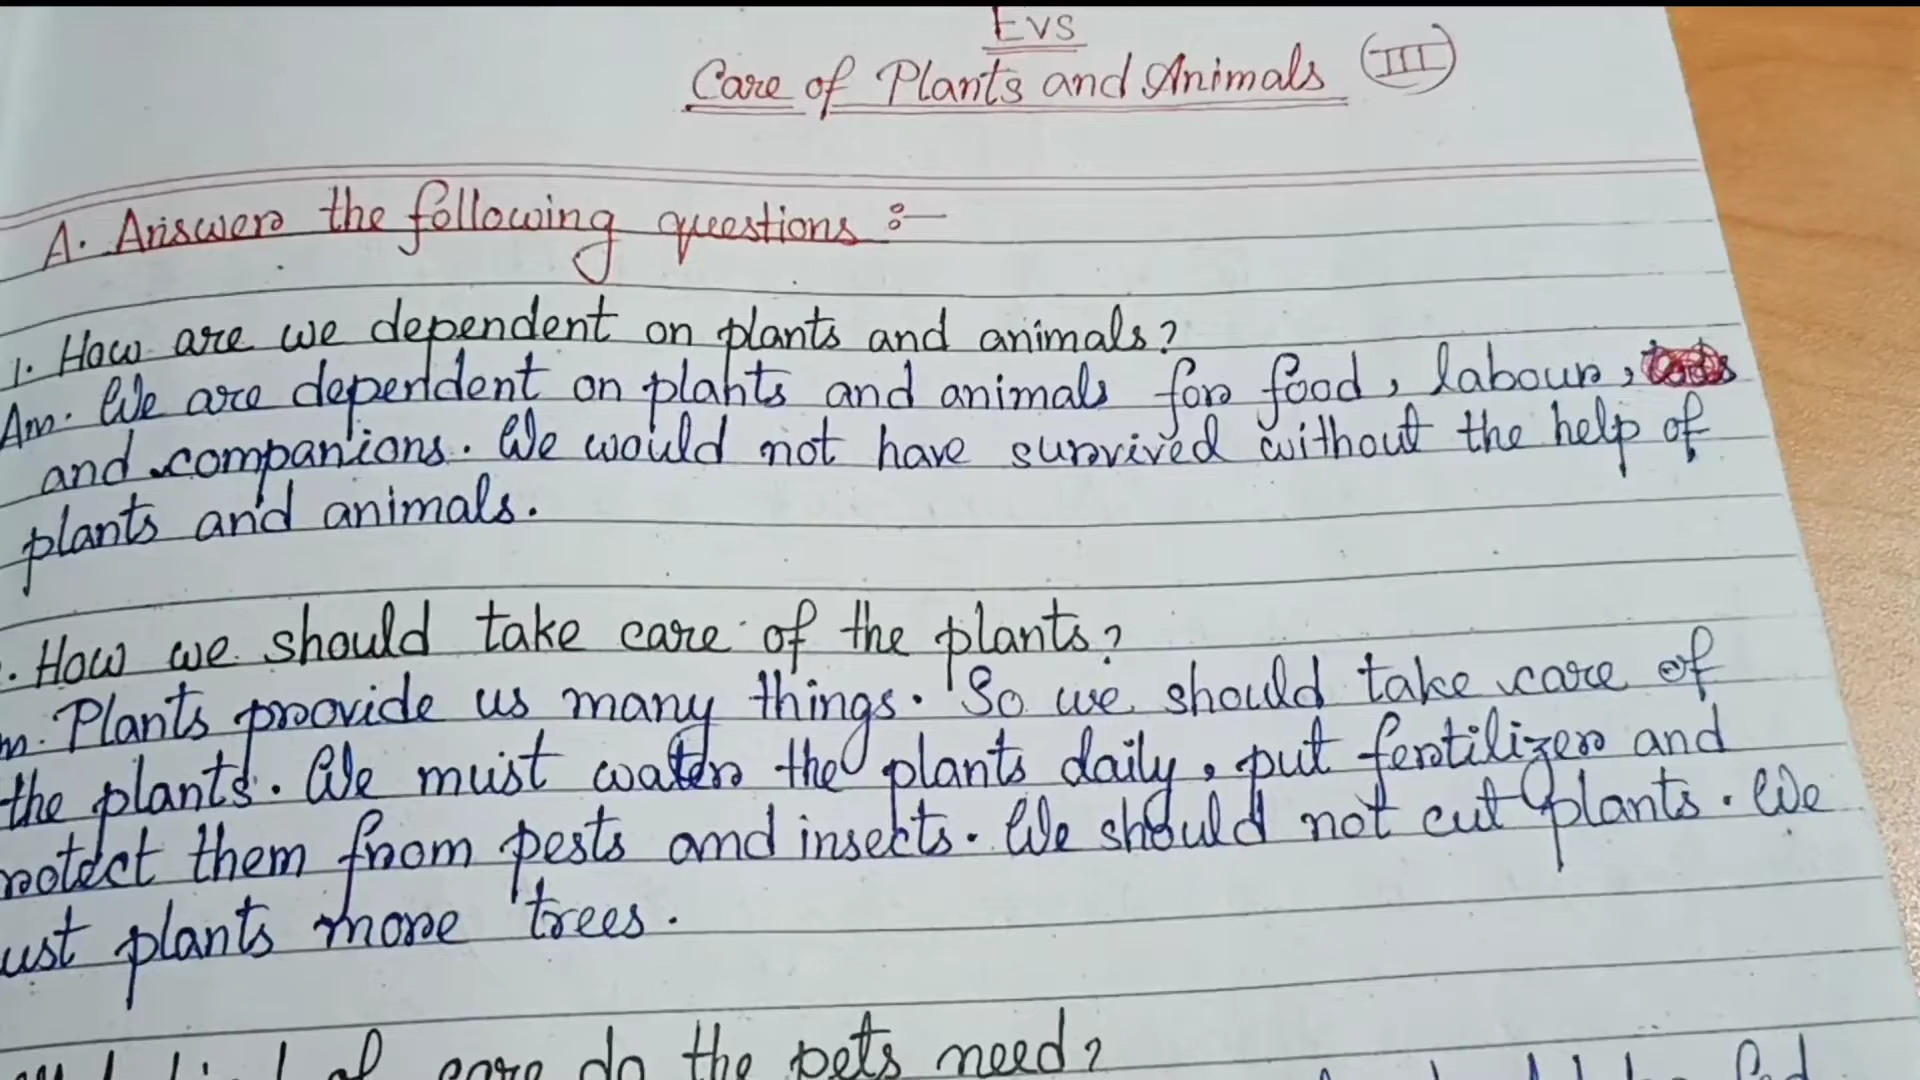 EVS
Care of Plants and Animals III
A. Answer the following questions :-
1. How are we dependent on plants and animals?
Ans. We are dependent on plants and animals for food, labour,
and companions. We would not have survived without the help of
plants and animals.
. How we should take care of the plants?
Plants provide us many things. So we should take care of
the plants. We must water the plants daily, put fertilizer and
rotect them from pests and insects. We should not cut plants. We
ust plants more trees.
of care do the pets need?